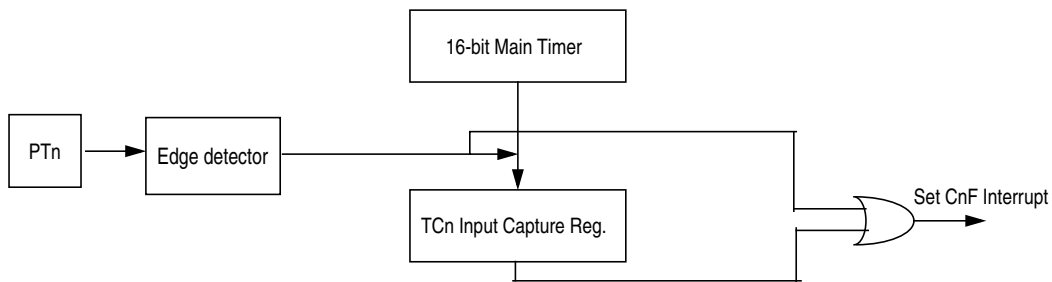 16-bit Main Timer
PTn
Edge detector
TCn Input Capture Reg.
Set CnF Interrupt